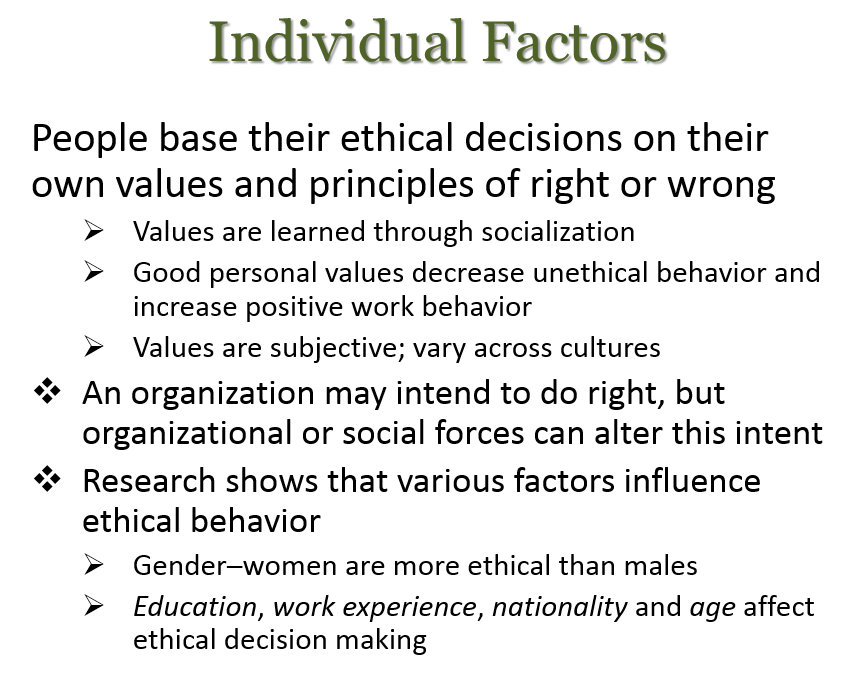 Individual Factors
People base their ethical decisions on their
own values and principles of right or wrong
Values are learned through socialization
Good personal values decrease unethical behavior and
increase positive work behavior
Values are subjective; vary across cultures
An organization may intend to do right, but
organizational or social forces can alter this intent
Research shows that various factors influence
ethical behavior
Gender–women are more ethical than males
Education, work experience, nationality and age affect
ethical decision making